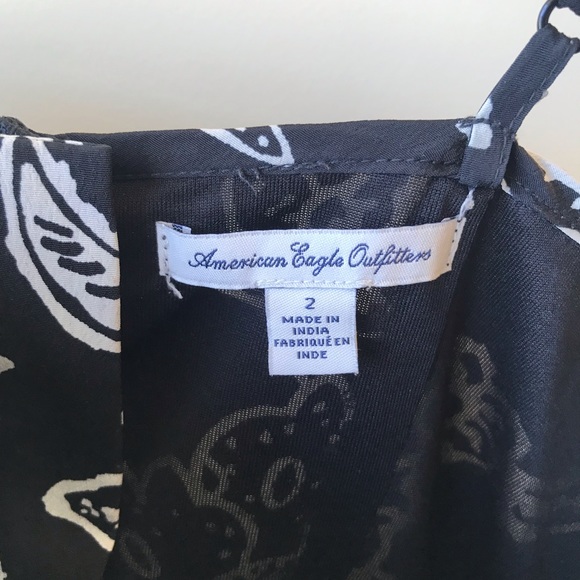 American Eagle Outfitters
2
MADE IN
INDIA
FABRIQUÉ EN
INDE